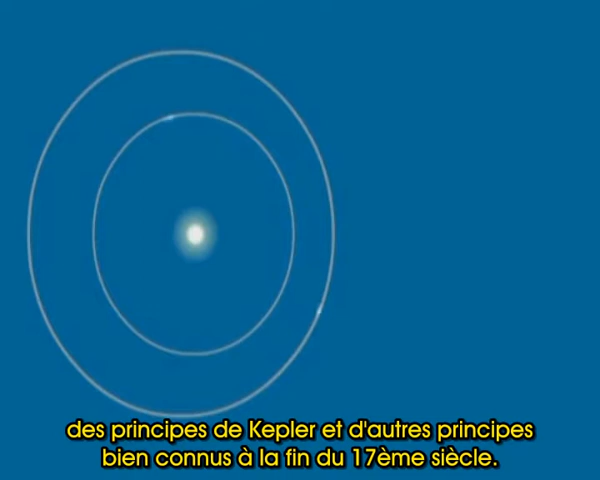 des principes de Kepler et d'autres principes
bien connus à la fin du 17ème siècle.